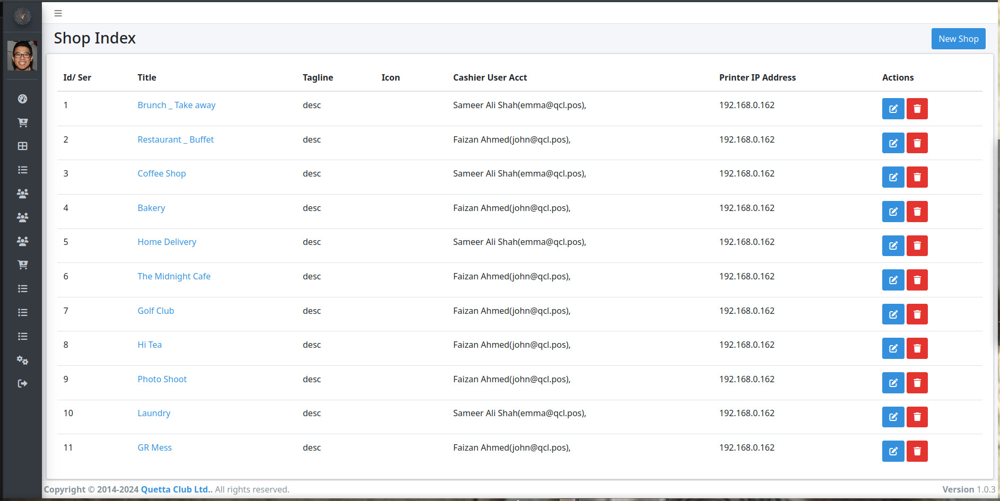 Shop Index
New Shop
Id/ Ser Title Tagline Icon Cashier User Acct Printer IP Address Actions
1 Brunch _ Take away desc Sameer Ali Shah(emma@qcl.pos), 192.168.0.162
2 Restaurant _ Buffet desc Faizan Ahmed(john@qcl.pos), 192.168.0.162
3 Coffee Shop desc Sameer Ali Shah(emma@qcl.pos), 192.168.0.162
4 Bakery desc Faizan Ahmed(john@qcl.pos), 192.168.0.162
5 Home Delivery desc Sameer Ali Shah(emma@qcl.pos), 192.168.0.162
6 The Midnight Cafe desc Faizan Ahmed(john@qcl.pos), 192.168.0.162
7 Golf Club desc Faizan Ahmed(john@qcl.pos), 192.168.0.162
8 Hi Tea desc Faizan Ahmed(john@qcl.pos), 192.168.0.162
9 Photo Shoot desc Faizan Ahmed(john@qcl.pos), 192.168.0.162
10 Laundry desc Sameer Ali Shah(emma@qcl.pos), 192.168.0.162
11 GR Mess desc Faizan Ahmed(john@qcl.pos), 192.168.0.162
Copyright © 2014-2024 Quetta Club Ltd.. All rights reserved.
Version 1.0.3